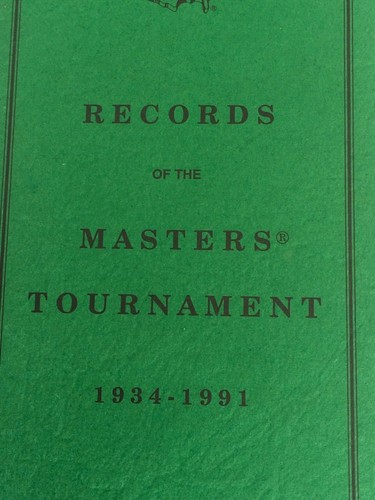 RECORDS
OF THE
MASTERS®
TOURNAMENT
1934-1991